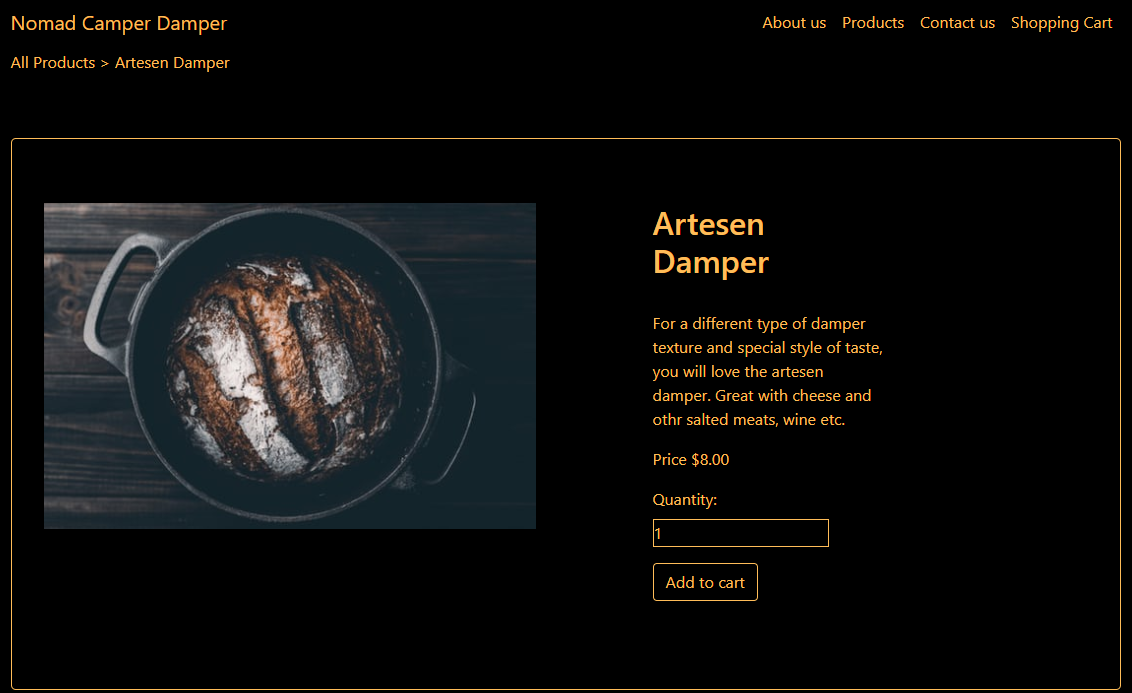 Nomad Camper Damper
About us Products Contact us Shopping Cart
All Products > Artesen Damper
Artesen
Damper
For a different type of damper
texture and special style of taste,
you will love the artesen
damper. Great with cheese and
othr salted meats, wine etc.
Price $8.00
Quantity:
1
Add to cart